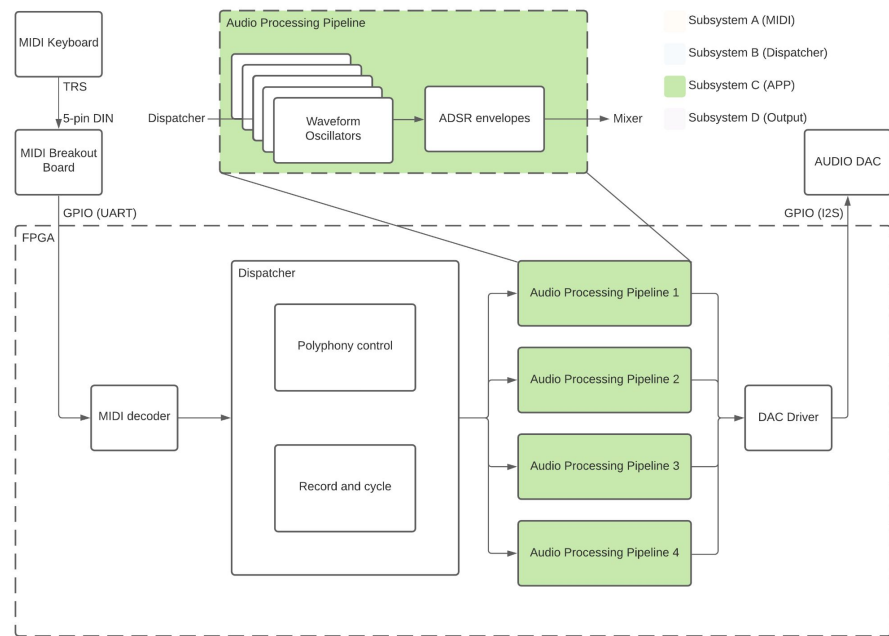 MIDI Keyboard
TRS
5-pin DIN
MIDI Breakout
Board
GPIO (UART)
Audio Processing Pipeline
Dispatcher
Waveform
Oscillators
ADSR envelopes
Mixer
Subsystem A (MIDI)
Subsystem B (Dispatcher)
Subsystem C (APP)
Subsystem D (Output)
AUDIO DAC
GPIO (I2S)
FPGA
MIDI decoder
Dispatcher
Polyphony control
Record and cycle
Audio Processing Pipeline 1
Audio Processing Pipeline 2
Audio Processing Pipeline 3
Audio Processing Pipeline 4
DAC Driver